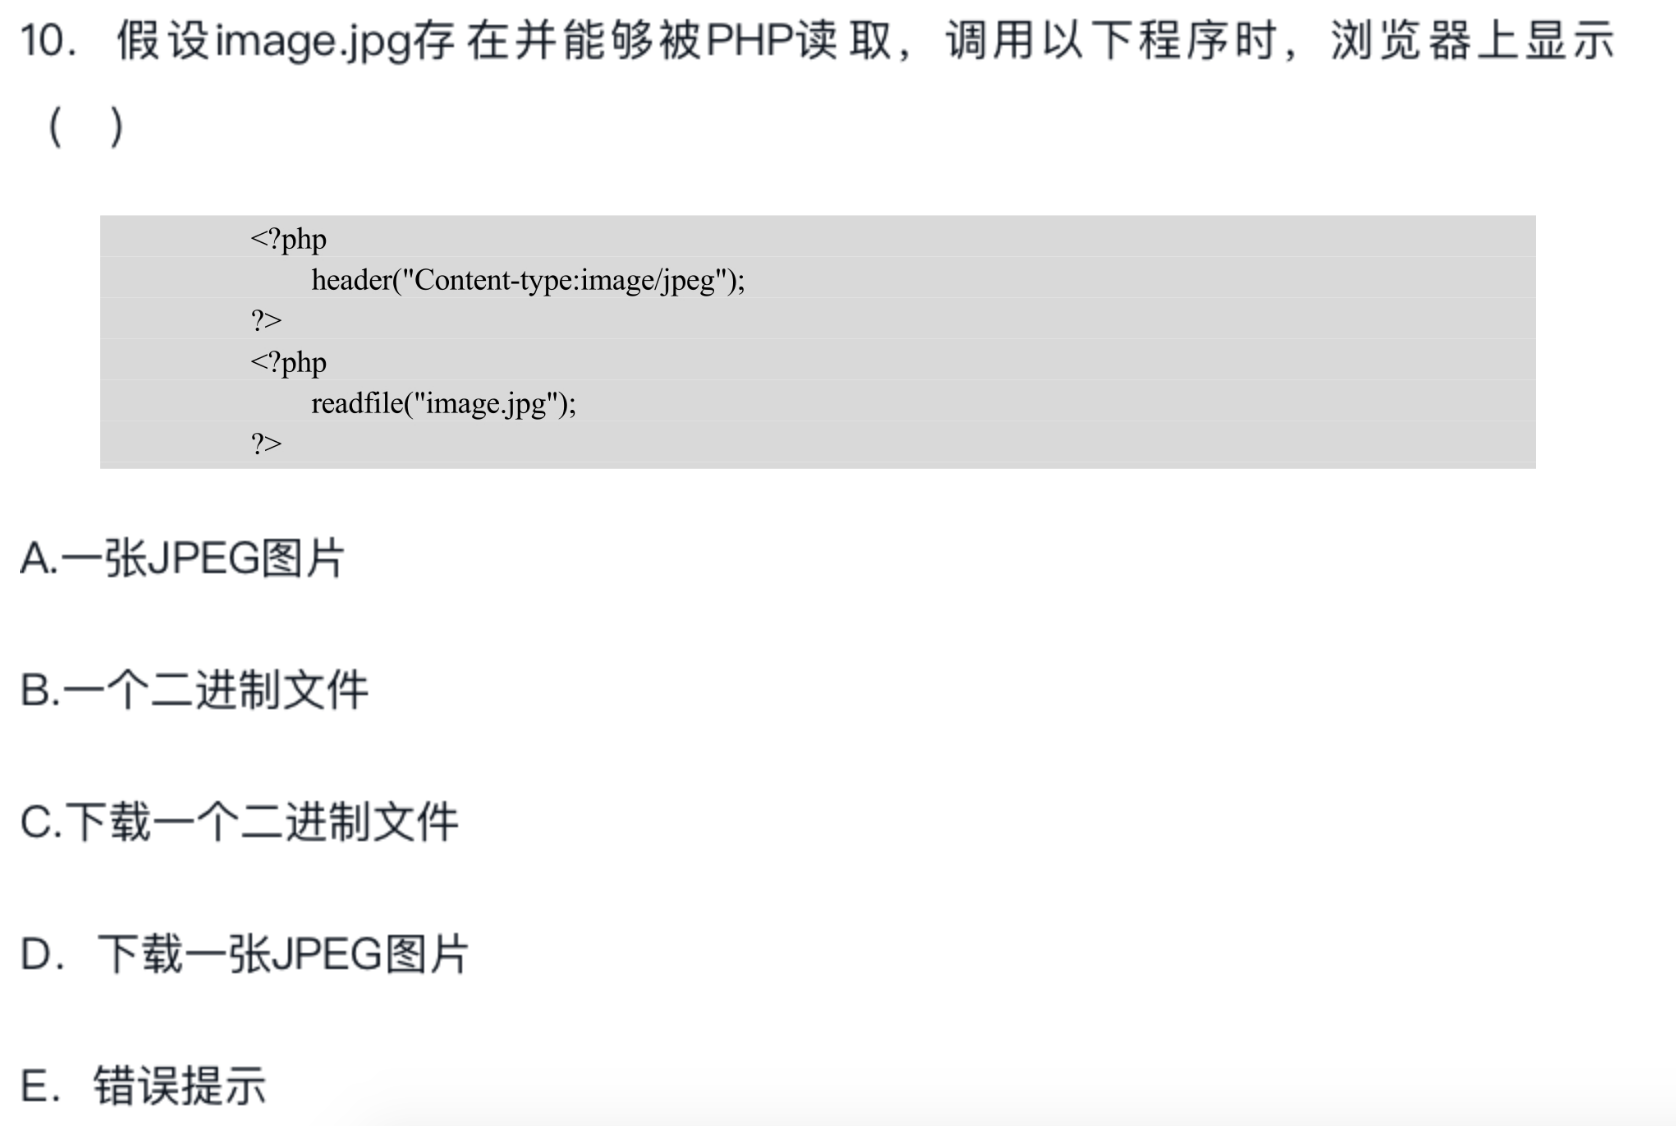 10. 假设image.jpg存在并能够被PHP读取，调用以下程序时，浏览器上显示
（ ）
<?php
header("Content-type:image/jpeg");
?>
<?php
readfile("image.jpg");
?>
A.一张JPEG图片
B.一个二进制文件
C.下载一个二进制文件
D. 下载一张JPEG图片
E. 错误提示